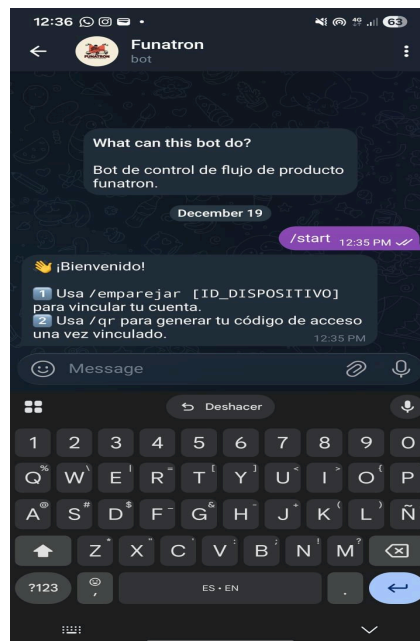 12:36
4G 63
FUNATRON
Funatron
bot
What can this bot do?
Bot de control de flujo de producto
funatron.
December 19
/start 12:35 PM
👋 ¡Bienvenido!
1️⃣ Usa /emparejar [ID_DISPOSITIVO]
para vincular tu cuenta.
2️⃣ Usa /qr para generar tu código de acceso
una vez vinculado.
12:35 PM
Message
Deshacer
1 2 3 4 5 6 7 8 9 0
Q% W\ E| R= T[ Y] U< I> O{ P
A@ S# D$ F- G& H- J+ K( L) Ñ
Z* X" C' V: B; N! M?
?123 , ES • EN .